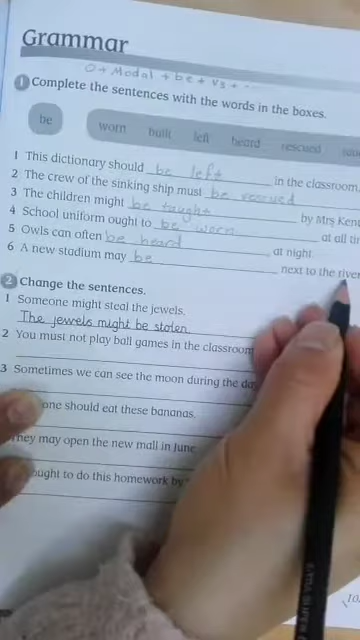 Grammar
O + Modal + be + V3 + ...
1 Complete the sentences with the words in the boxes.
be worn built left heard rescued
1 This dictionary should be left in the classroom
2 The crew of the sinking ship must be rescued
3 The children might be taught by Mrs Kent
4 School uniform ought to be worn at all
5 Owls can often be heard at night.
6 A new stadium may be next to the river
2 Change the sentences.
1 Someone might steal the jewels.
The jewels might be stolen
2 You must not play ball games in the classroom
3 Sometimes we can see the moon during the
one should eat these bananas.
They may open the new mall in June
ought to do this homework by